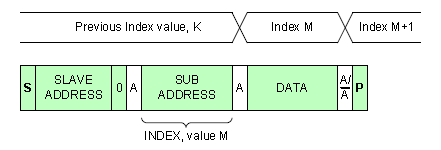 Previous Index value, K
Index M
Index M+1
S
SLAVE
ADDRESS
0
A
SUB
ADDRESS
A
DATA
A/
A
P
INDEX, value M